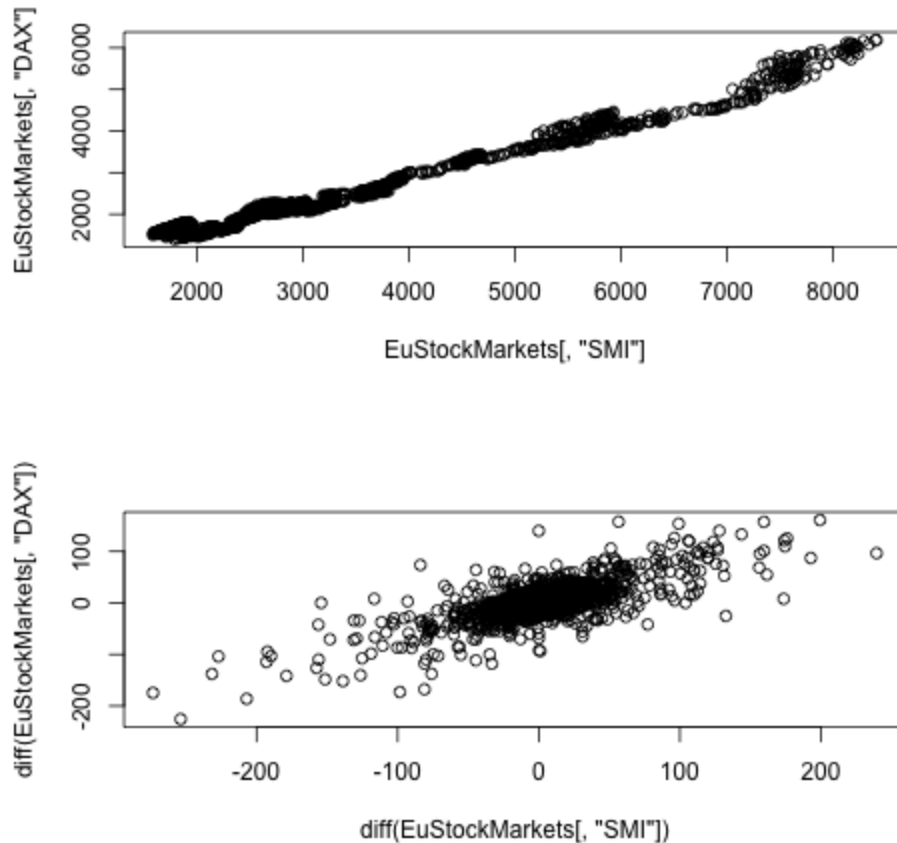 EuStockMarkets[, "DAX"]
6000
4000
2000
2000 3000 4000 5000 6000 7000 8000
EuStockMarkets[, "SMI"]
diff(EuStockMarkets[, "DAX"])
100
0
-200
-200 -100 0 100 200
diff(EuStockMarkets[, "SMI"])